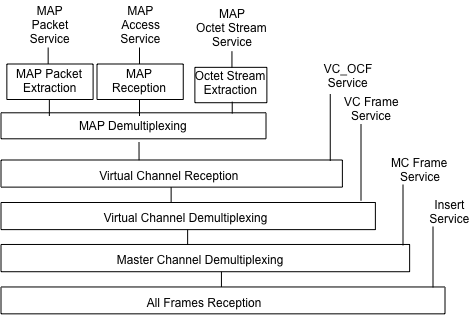 MAP
Packet
Service
MAP
Access
Service
MAP
Octet Stream
Service
MAP Packet
Extraction
MAP
Reception
Octet Stream
Extraction
VC_OCF
Service
VC Frame
Service
MAP Demultiplexing
MC Frame
Service
Virtual Channel Reception
Insert
Service
Virtual Channel Demultiplexing
Master Channel Demultiplexing
All Frames Reception